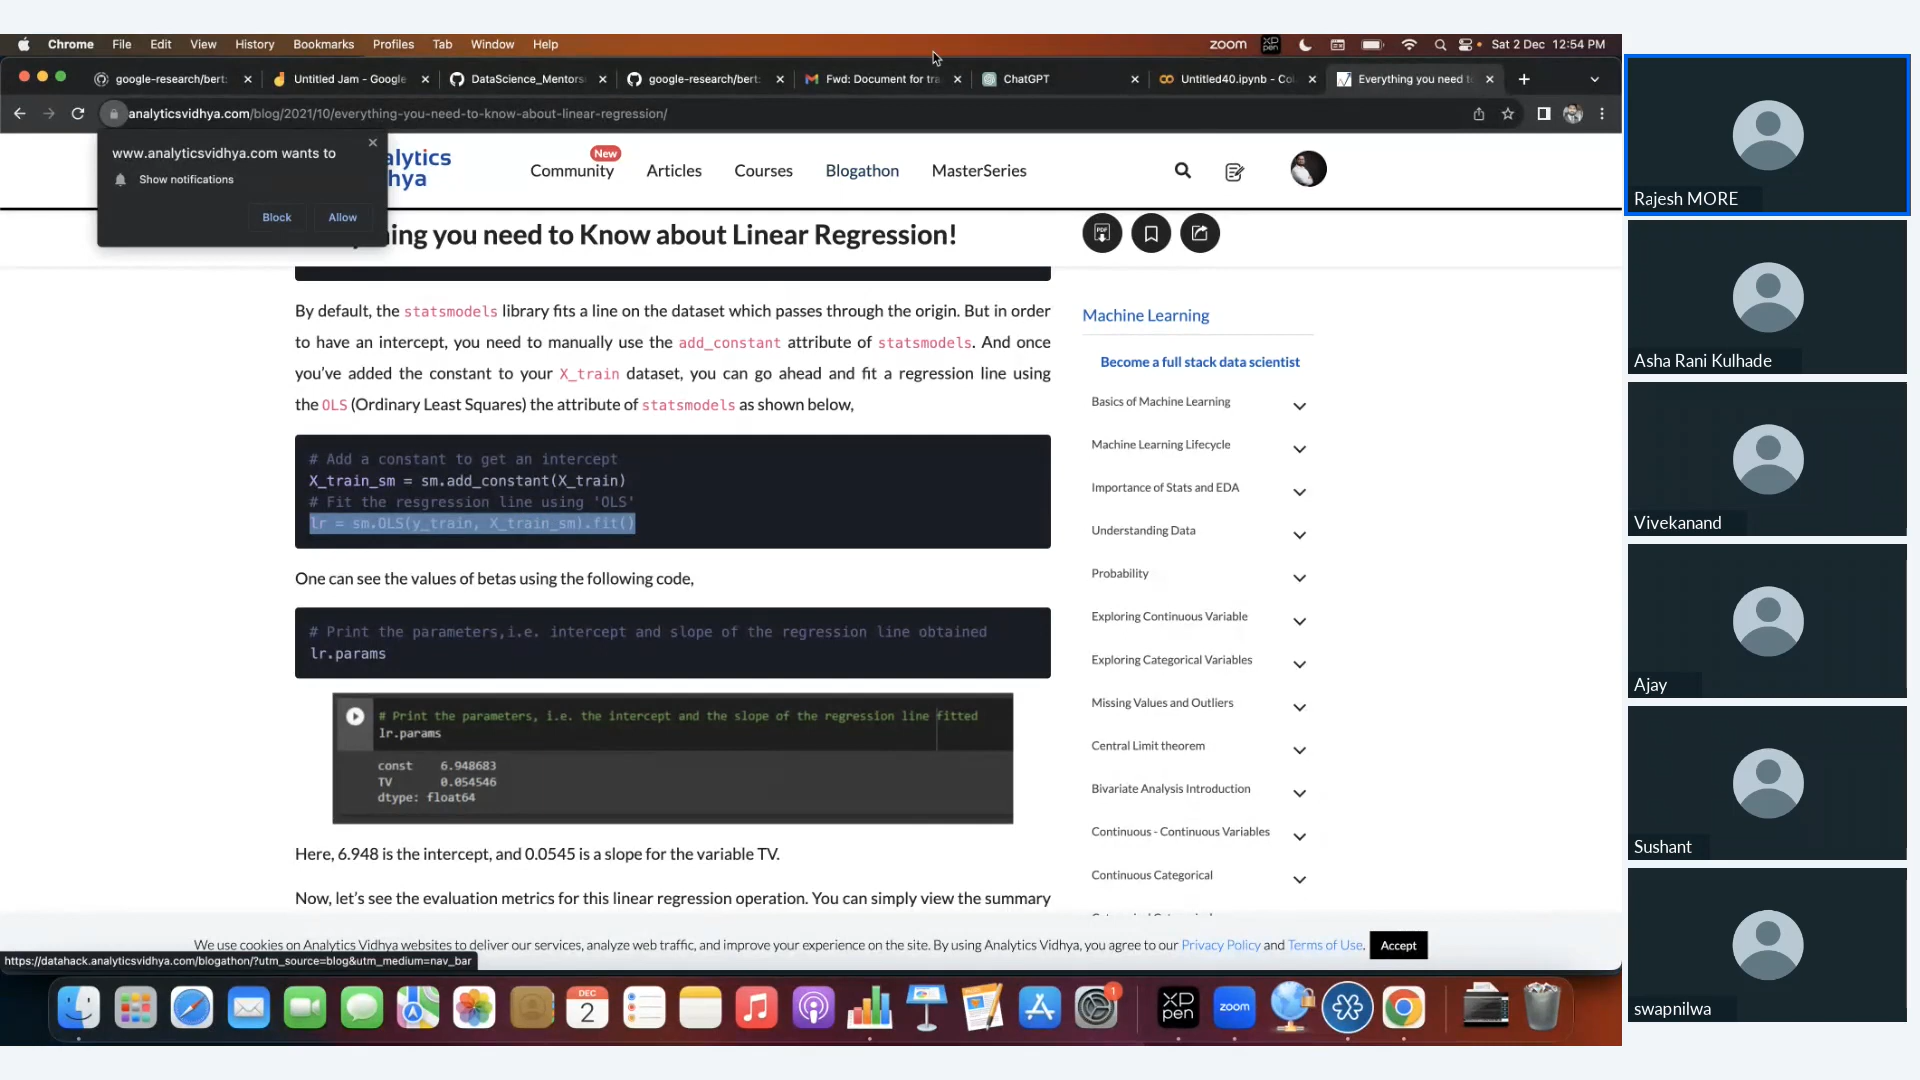 Chrome File Edit View History Bookmarks Profiles Tab Window Help zoom XP pen Sat 2 Dec 12:54 PM
google-research/bert: Untitled Jam - Google DataScience_Mentors google-research/bert: Fwd: Document for tra ChatGPT Untitled40.ipynb - Col Everything you need t
analyticsvidhya.com/blog/2021/10/everything-you-need-to-know-about-linear-regression/
www.analyticsvidhya.com wants to
Show notifications
Block Allow
alytics
hya
Community New Articles Courses Blogathon MasterSeries
hing you need to Know about Linear Regression!
PDF
By default, the statsmodels library fits a line on the dataset which passes through the origin. But in order
to have an intercept, you need to manually use the add_constant attribute of statsmodels. And once
you've added the constant to your X_train dataset, you can go ahead and fit a regression line using
the OLS (Ordinary Least Squares) the attribute of statsmodels as shown below,
# Add a constant to get an intercept
X_train_sm = sm.add_constant(X_train)
# Fit the resgression line using 'OLS'
lr = sm.OLS(y_train, X_train_sm).fit()
One can see the values of betas using the following code,
# Print the parameters,i.e. intercept and slope of the regression line obtained
lr.params
# Print the parameters, i.e. the intercept and the slope of the regression line fitted
lr.params
const 6.948683
TV 0.054546
dtype: float64
Here, 6.948 is the intercept, and 0.0545 is a slope for the variable TV.
Now, let's see the evaluation metrics for this linear regression operation. You can simply view the summary
Machine Learning
Become a full stack data scientist
Basics of Machine Learning
Machine Learning Lifecycle
Importance of Stats and EDA
Understanding Data
Probability
Exploring Continuous Variable
Exploring Categorical Variables
Missing Values and Outliers
Central Limit theorem
Bivariate Analysis Introduction
Continuous - Continuous Variables
Continuous Categorical
We use cookies on Analytics Vidhya websites to deliver our services, analyze web traffic, and improve your experience on the site. By using Analytics Vidhya, you agree to our Privacy Policy and Terms of Use. Accept
https://datahack.analyticsvidhya.com/blogathon/?utm_source=blog&utm_medium=nav_bar
DEC
2
1
XP
pen
zoom
Rajesh MORE
Asha Rani Kulhade
Vivekanand
Ajay
Sushant
swapnilwa